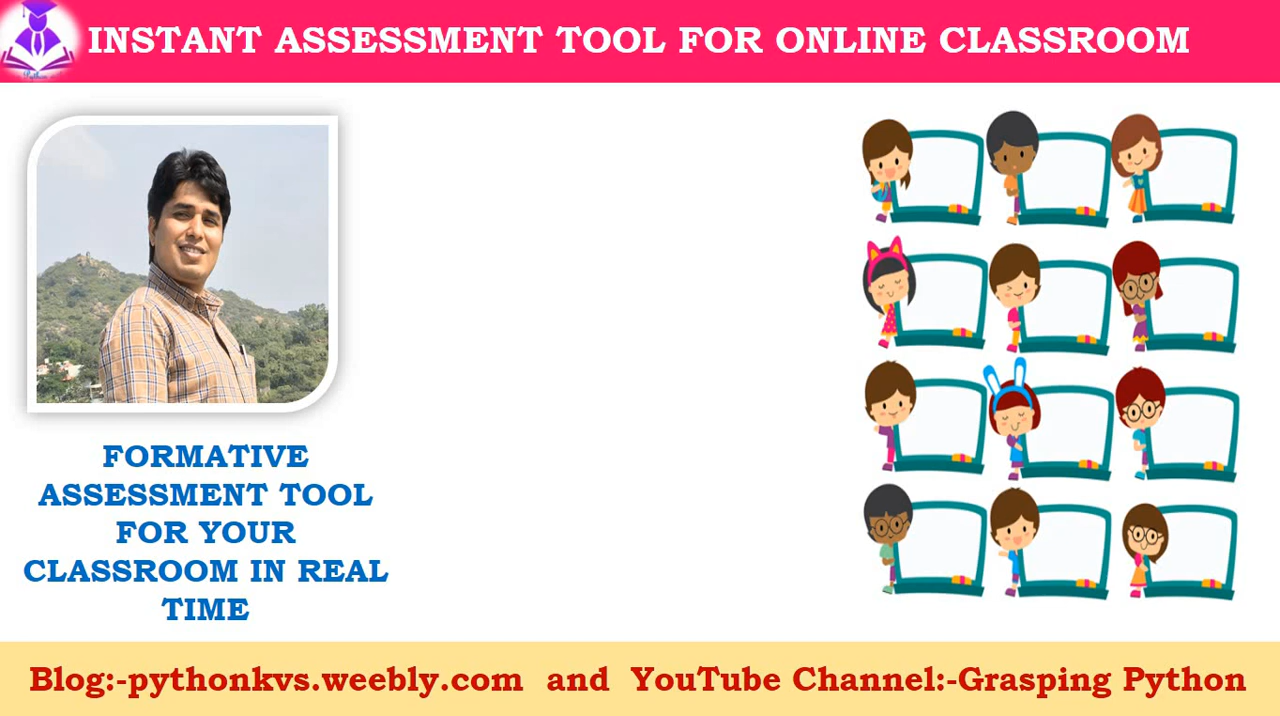 INSTANT ASSESSMENT TOOL FOR ONLINE CLASSROOM
Python
FORMATIVE
ASSESSMENT TOOL
FOR YOUR
CLASSROOM IN REAL
TIME
Blog:-pythonkvs.weebly.com and YouTube Channel:-Grasping Python